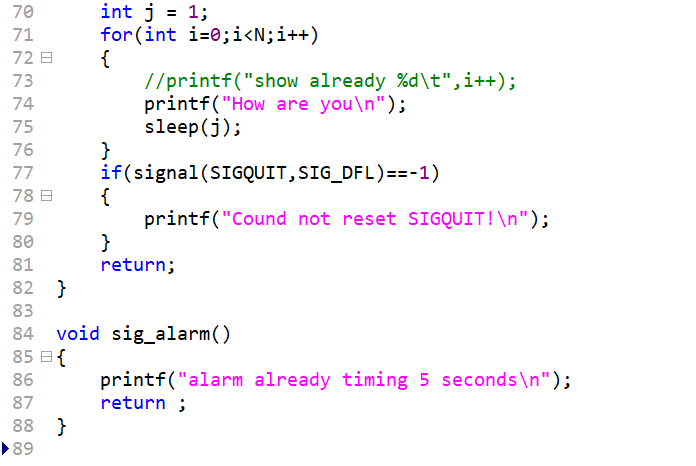 70 int j = 1;
71 for(int i=0;i<N;i++)
72 {
73 //printf("show already %d\t",i++);
74 printf("How are you\n");
75 sleep(j);
76 }
77 if(signal(SIGQUIT,SIG_DFL)==-1)
78 {
79 printf("Cound not reset SIGQUIT!\n");
80 }
81 return;
82 }
83
84 void sig_alarm()
85 {
86 printf("alarm already timing 5 seconds\n");
87 return ;
88 }
89